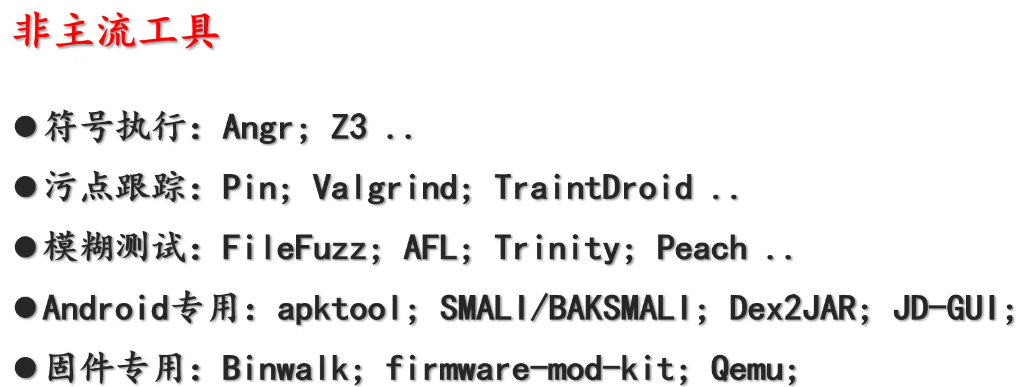 非主流工具
●符号执行：Angr；Z3 ..
●污点跟踪：Pin；Valgrind；TraintDroid ..
●模糊测试：FileFuzz；AFL；Trinity；Peach ..
●Android专用：apktool；SMALI/BAKSMALI；Dex2JAR；JD-GUI；
●固件专用：Binwalk；firmware-mod-kit；Qemu；